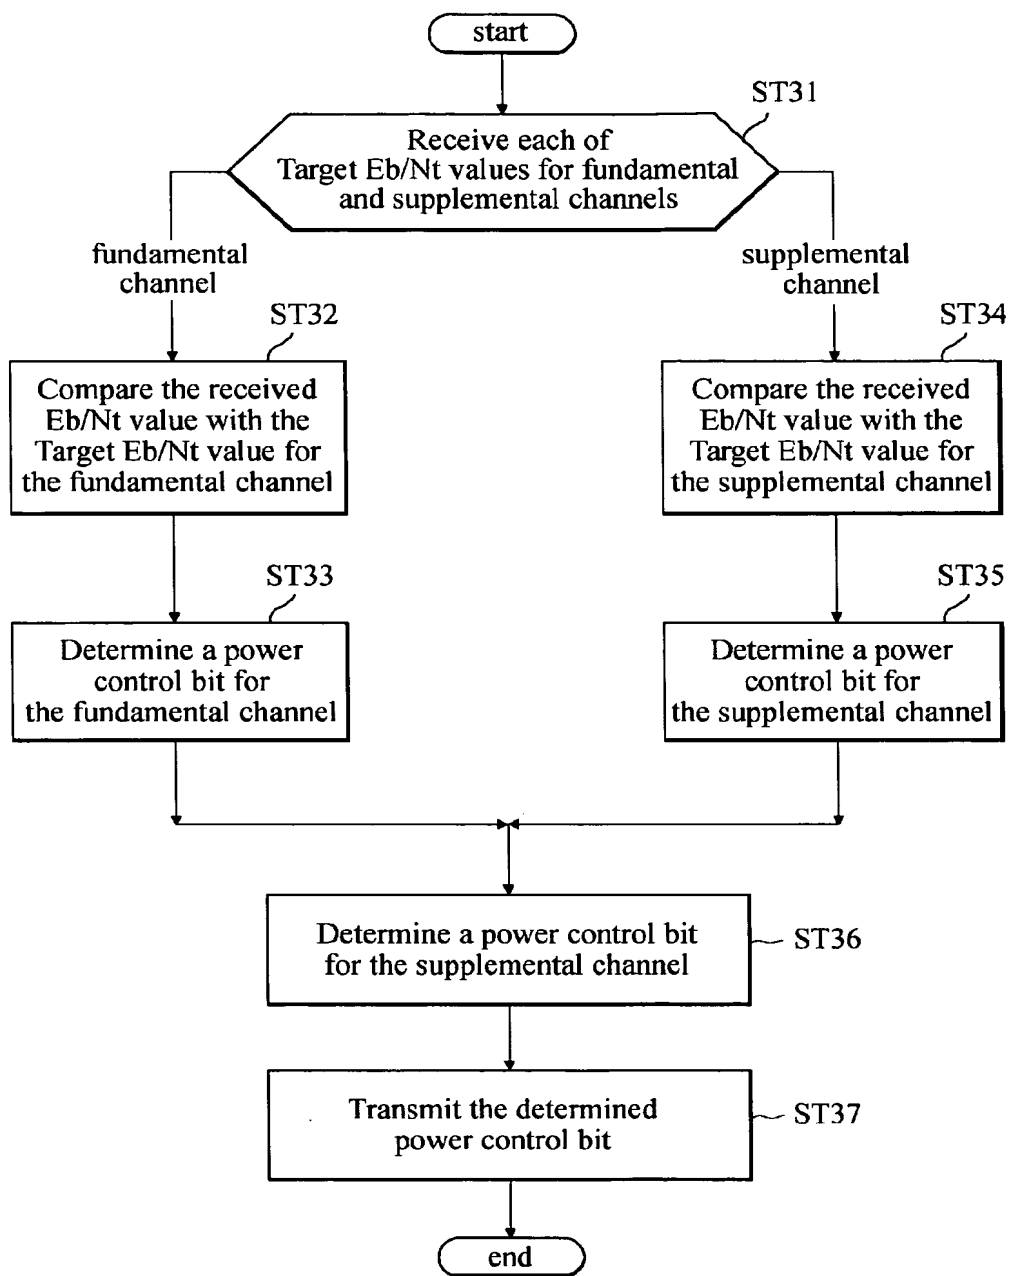 start
ST31
Receive each of
Target Eb/Nt values for fundamental
and supplemental channels
fundamental
channel
supplemental
channel
ST32
ST34
Compare the received
Eb/Nt value with the
Target Eb/Nt value for
the fundamental channel
Compare the received
Eb/Nt value with the
Target Eb/Nt value for
the supplemental channel
ST33
ST35
Determine a power
control bit for
the fundamental channel
Determine a power
control bit for
the supplemental channel
Determine a power control bit
for the supplemental channel
ST36
Transmit the determined
power control bit
ST37
end